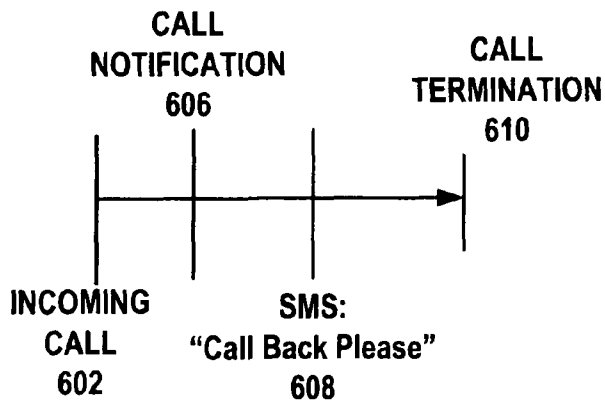 CALL
NOTIFICATION
606
CALL
TERMINATION
610
INCOMING
CALL
602
SMS:
“Call Back Please”
608